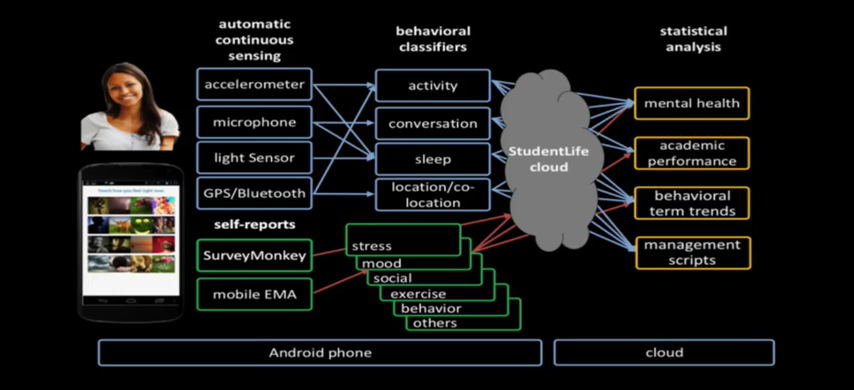 automatic
continuous
sensing
behavioral
classifiers
statistical
analysis
accelerometer
microphone
light Sensor
GPS/Bluetooth
activity
conversation
sleep
location/co-
location
StudentLife
cloud
mental health
academic
performance
behavioral
term trends
management
scripts
self-reports
SurveyMonkey
mobile EMA
stress
mood
social
exercise
behavior
others
Android phone
cloud